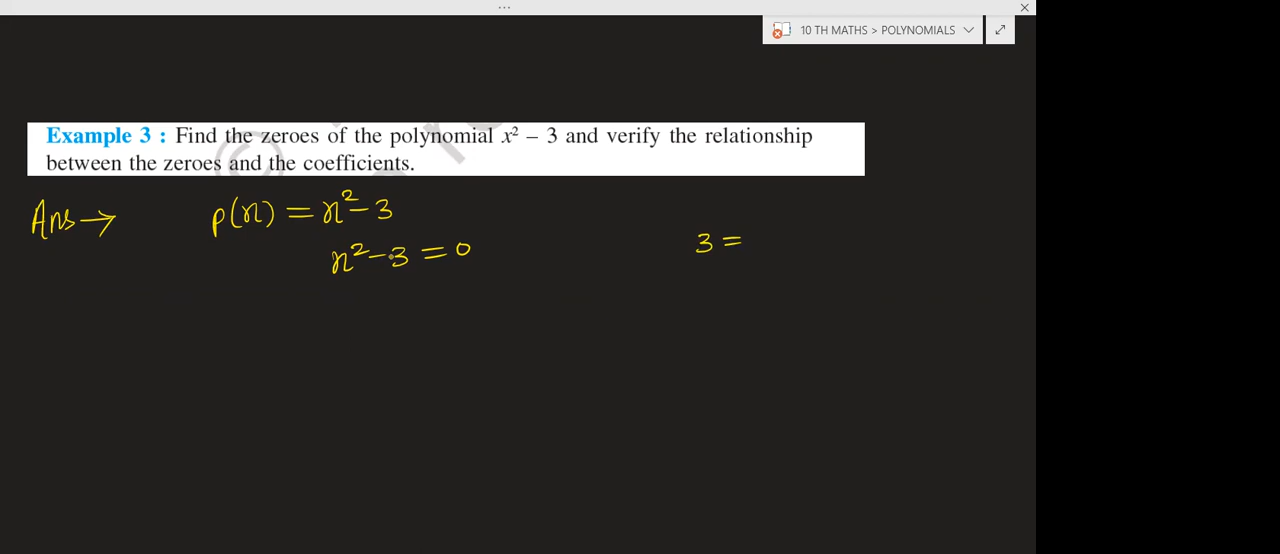 10 TH MATHS > POLYNOMIALS
Example 3 : Find the zeroes of the polynomial x² – 3 and verify the relationship
between the zeroes and the coefficients.
Ans → p(x) = x² - 3
x² - 3 = 0
3 =